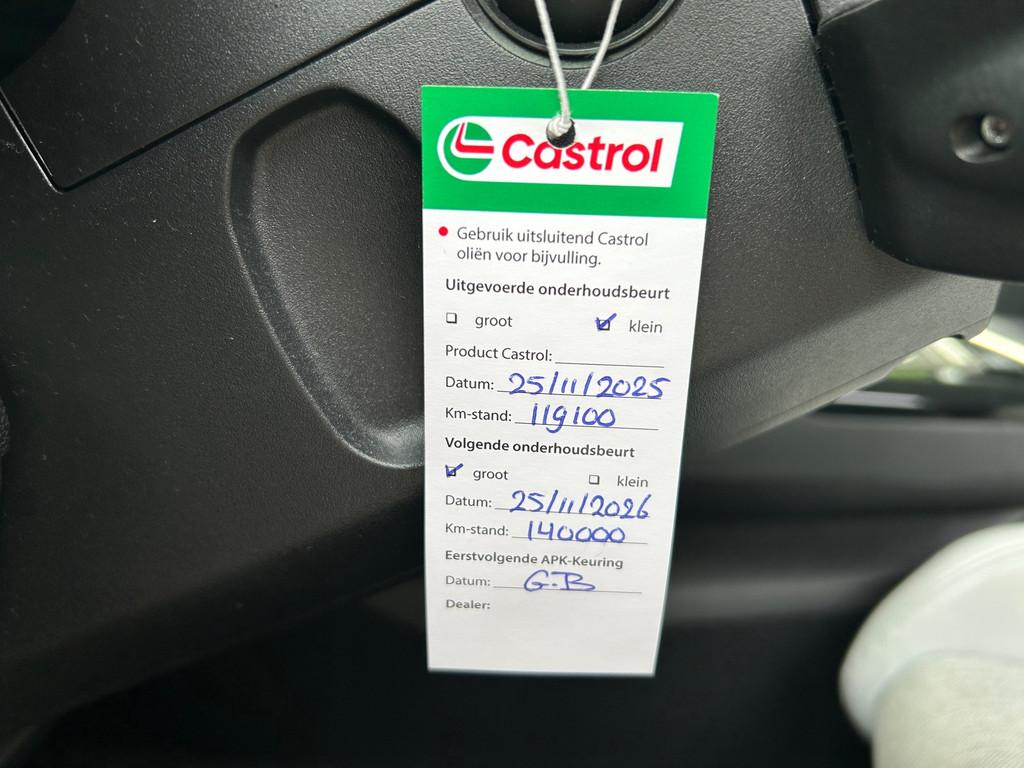 Castrol
Gebruik uitsluitend Castrol
oliën voor bijvulling.
Uitgevoerde onderhoudsbeurt
groot klein
Product Castrol:
Datum: 25/11/2025
Km-stand: 119100
Volgende onderhoudsbeurt
groot klein
Datum: 25/11/2026
Km-stand: 140000
Eerstvolgende APK-Keuring
Datum: G.B
Dealer: